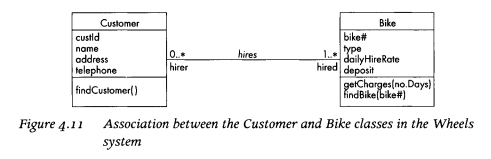 Customer
custId
name
address
telephone
findCustomer()
0..* hires 1..*
hirer hired
Bike
bike#
type
dailyHireRate
deposit
getCharges(no.Days)
findBike(bike#)
Figure 4.11 Association between the Customer and Bike classes in the Wheels
system